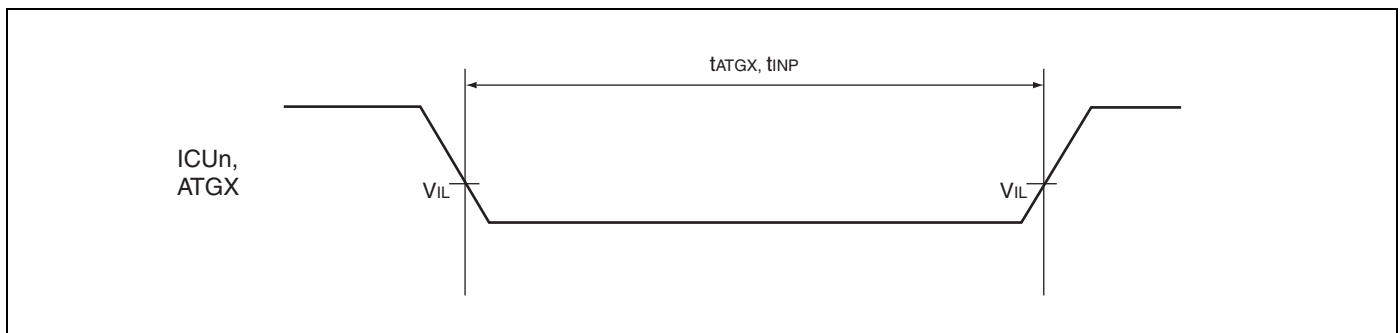 tATGX, tINP
ICUn,
ATGX
VIL
VIL